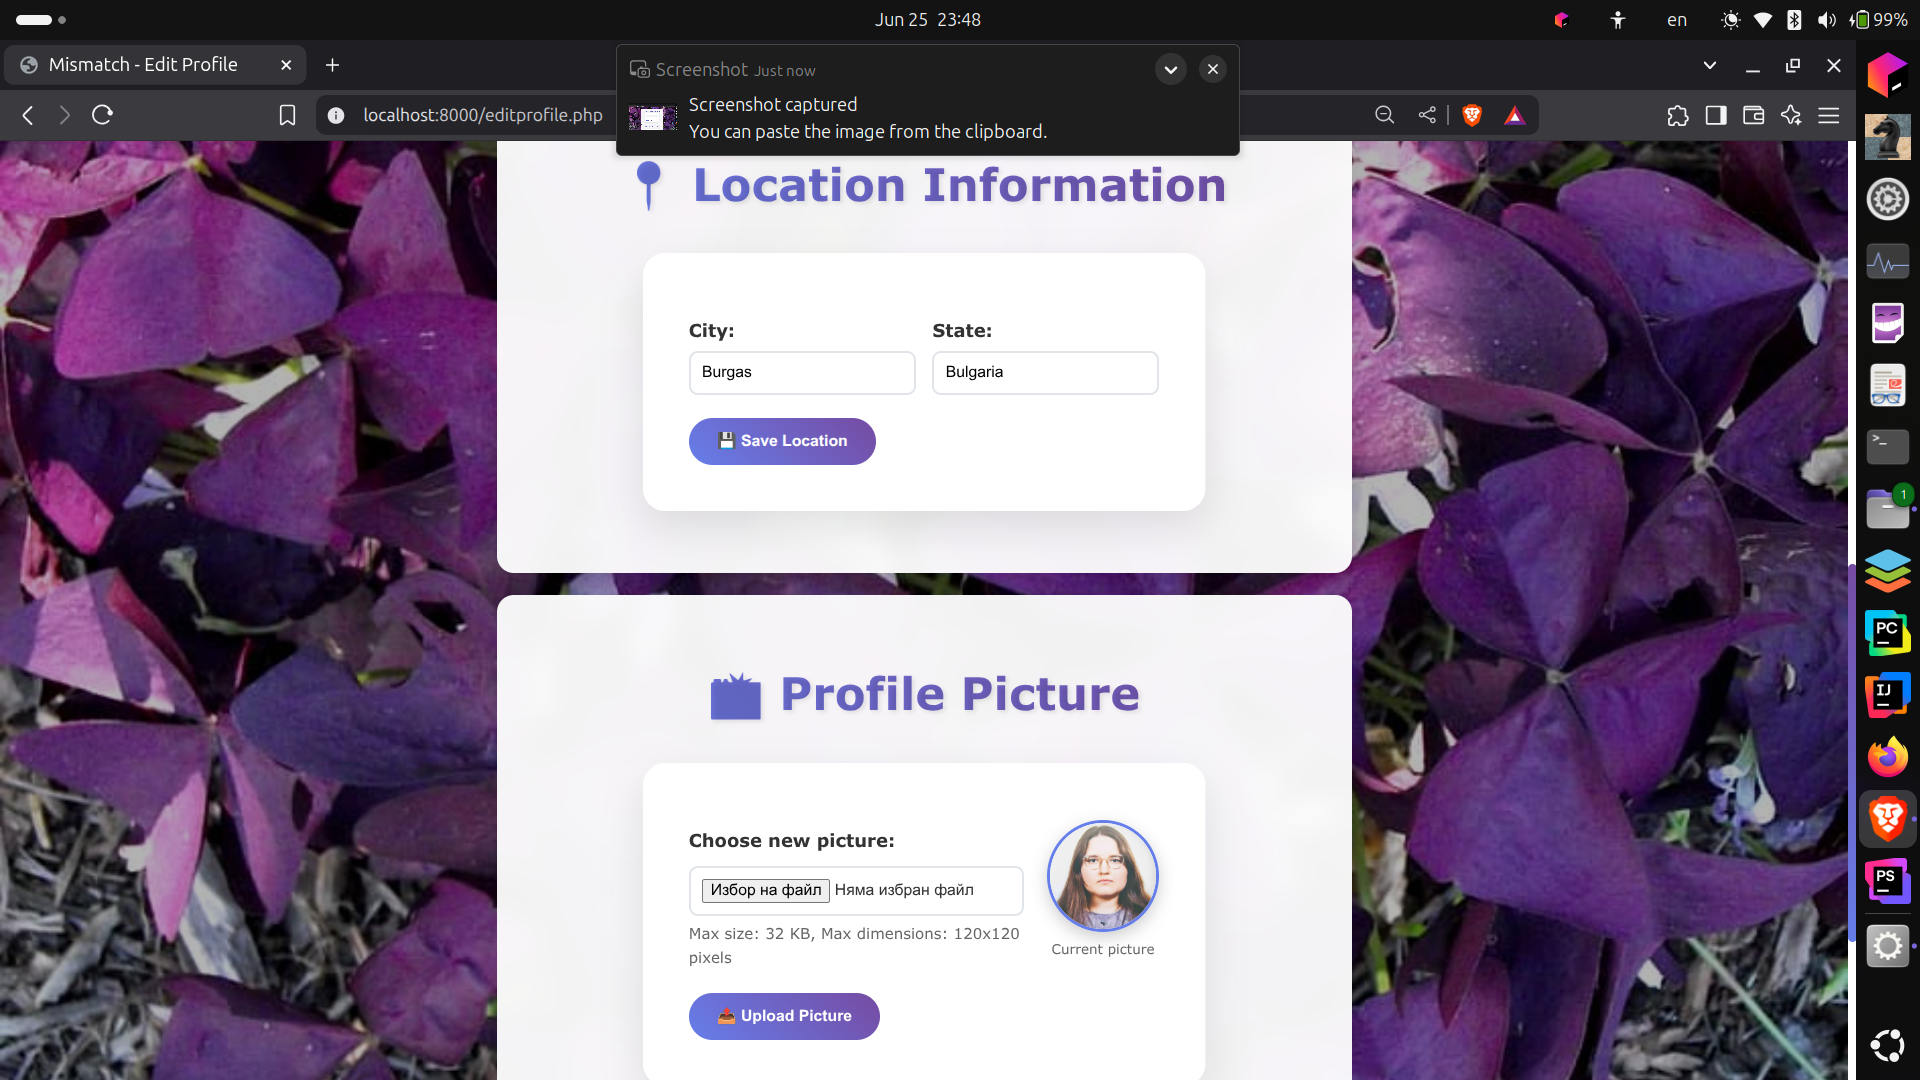 Jun 25 23:48
en
99%
Mismatch - Edit Profile
localhost:8000/editprofile.php
Screenshot Just now
Screenshot captured
You can paste the image from the clipboard.
Location Information
City:
State:
Burgas
Bulgaria
Save Location
Profile Picture
Choose new picture:
Избор на файл Няма избран файл
Max size: 32 KB, Max dimensions: 120x120
pixels
Current picture
Upload Picture
>_
1
PC
IJ
PS